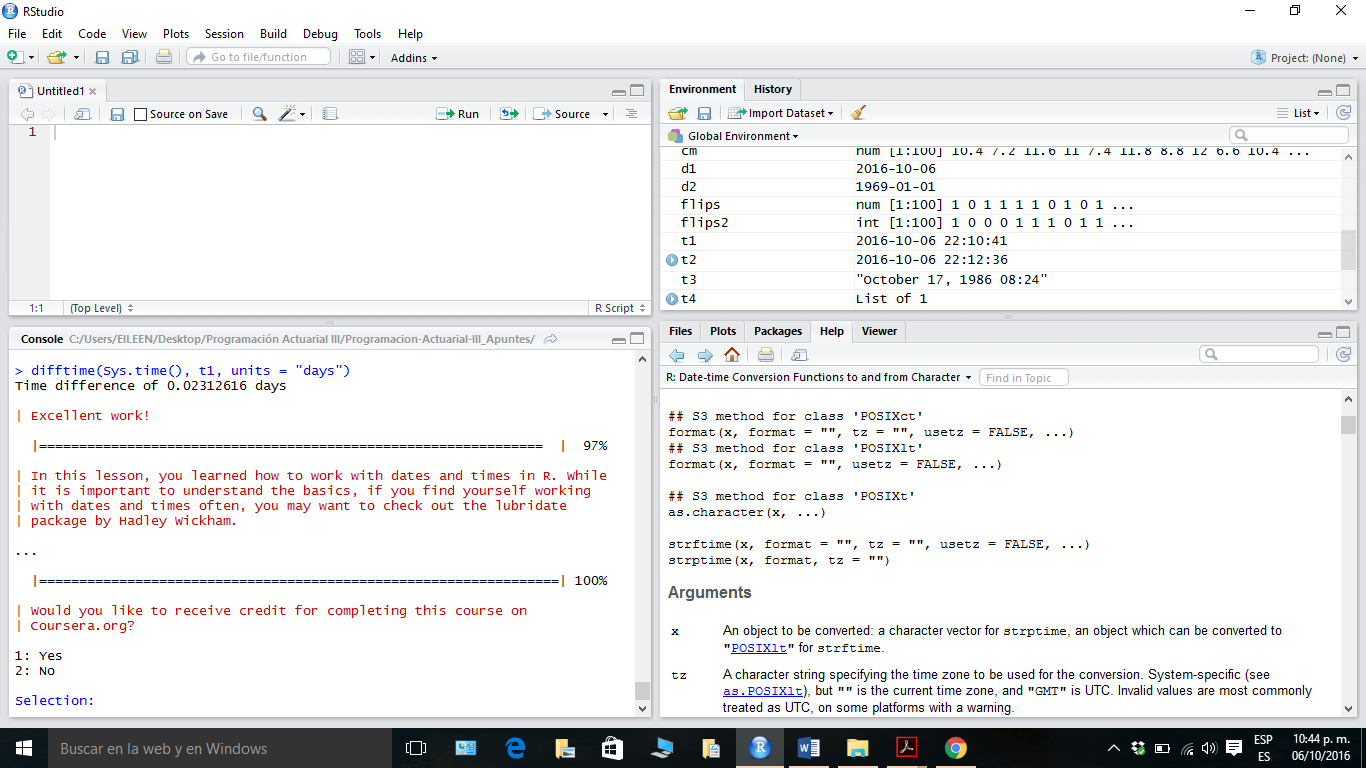 RStudio
File Edit Code View Plots Session Build Debug Tools Help
Go to file/function Addins Project: (None)
Untitled1
Source on Save Run Source
1
1:1 (Top Level) R Script
Console C:/Users/EILEEN/Desktop/Programación Actuarial III/Programacion-Actuarial-III_Apuntes/
> difftime(Sys.time(), t1, units = "days")
Time difference of 0.02312616 days
| Excellent work!
|=============================================================== | 97%
| In this lesson, you learned how to work with dates and times in R. While
| it is important to understand the basics, if you find yourself working
| with dates and times often, you may want to check out the lubridate
| package by Hadley Wickham.
...
|=================================================================| 100%
| Would you like to receive credit for completing this course on
| Coursera.org?
1: Yes
2: No
Selection:
Environment History
Import Dataset List
Global Environment
cm num [1:100] 10.4 7.2 11.6 11 7.4 11.8 8.8 12 6.6 10.4 ...
d1 2016-10-06
d2 1969-01-01
flips num [1:100] 1 0 1 1 1 1 0 1 0 1 ...
flips2 int [1:100] 1 0 0 0 1 1 1 0 1 1 ...
t1 2016-10-06 22:10:41
t2 2016-10-06 22:12:36
t3 "October 17, 1986 08:24"
t4 List of 1
Files Plots Packages Help Viewer
R: Date-time Conversion Functions to and from Character Find in Topic
## S3 method for class 'POSIXct'
format(x, format = "", tz = "", usetz = FALSE, ...)
## S3 method for class 'POSIXlt'
format(x, format = "", usetz = FALSE, ...)
## S3 method for class 'POSIXt'
as.character(x, ...)
strftime(x, format = "", tz = "", usetz = FALSE, ...)
strptime(x, format, tz = "")
Arguments
x An object to be converted: a character vector for strptime, an object which can be converted to
"POSIXlt" for strftime.
tz A character string specifying the time zone to be used for the conversion. System-specific (see
as.POSIXlt), but "" is the current time zone, and "GMT" is UTC. Invalid values are most commonly
treated as UTC, on some platforms with a warning.
Buscar en la web y en Windows
ESP
ES
10:44 p. m.
06/10/2016